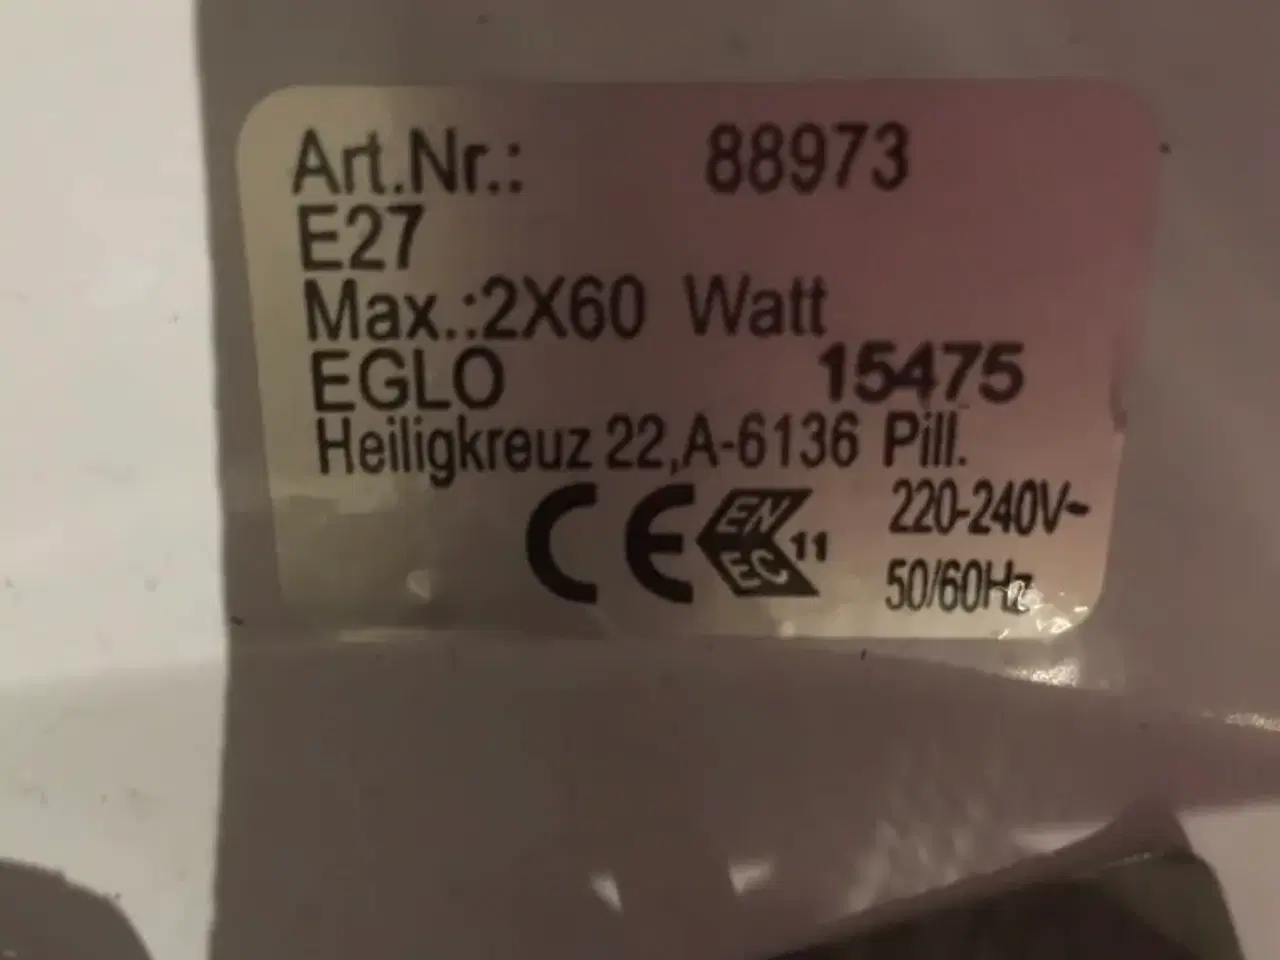 Art.Nr.: 88973
E27
Max.:2X60 Watt
EGLO 15475
Heiligkreuz 22,A-6136 Pill.
CE EN EC 11 220-240V~
50/60Hz